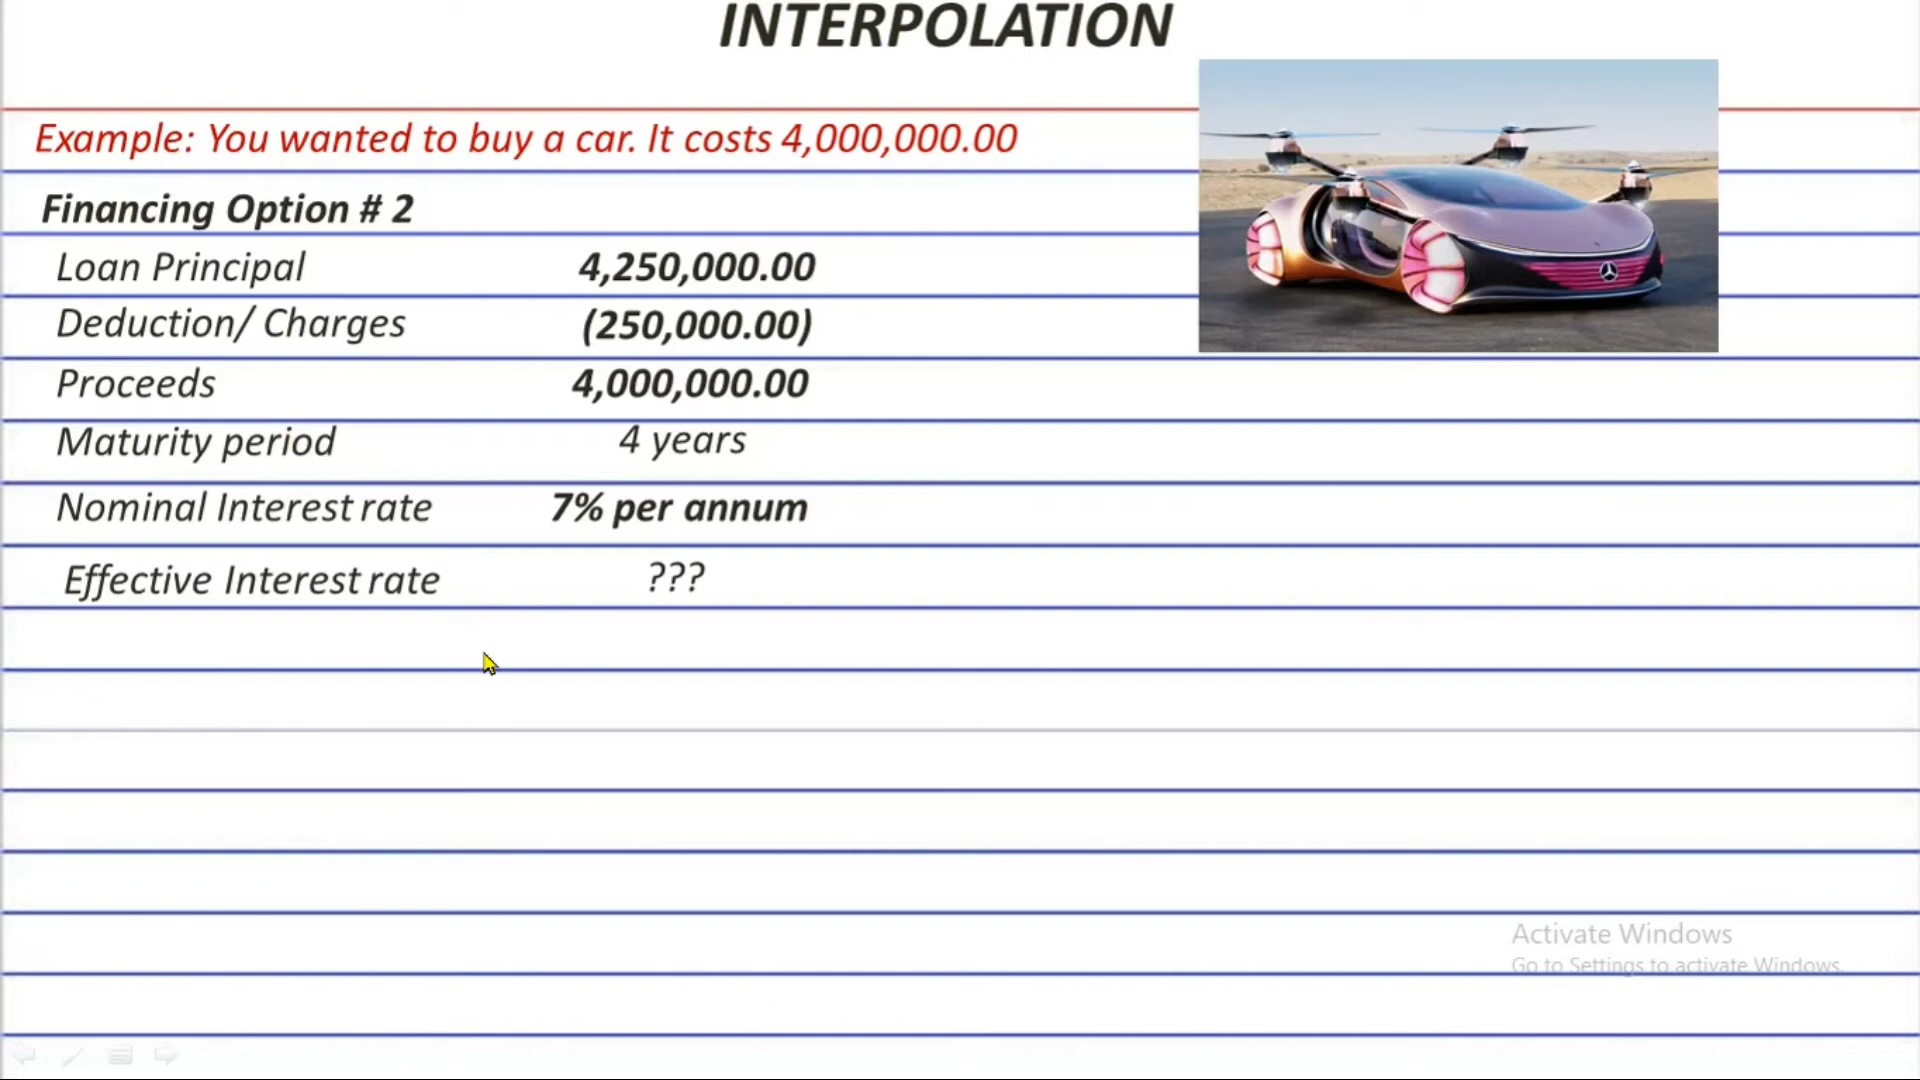 INTERPOLATION
Example: You wanted to buy a car. It costs 4,000,000.00
Financing Option # 2
Loan Principal 4,250,000.00
Deduction/ Charges (250,000.00)
Proceeds 4,000,000.00
Maturity period 4 years
Nominal Interest rate 7% per annum
Effective Interest rate ???
Activate Windows
Go to Settings to activate Windows.